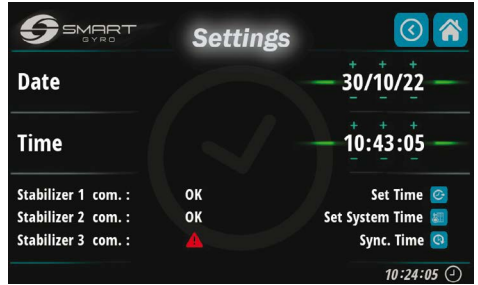 SMART
GYRO
Settings
Date
+ + +
30/10/22
- - -
Time
+ + +
10:43:05
- - -
Stabilizer 1 com. : OK
Set Time
Stabilizer 2 com. : OK
Set System Time
Stabilizer 3 com. :
Sync. Time
10:24:05